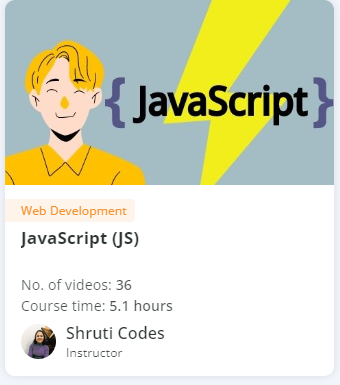 { JavaScript }
Web Development
JavaScript (JS)
No. of videos: 36
Course time: 5.1 hours
Shruti Codes
Instructor